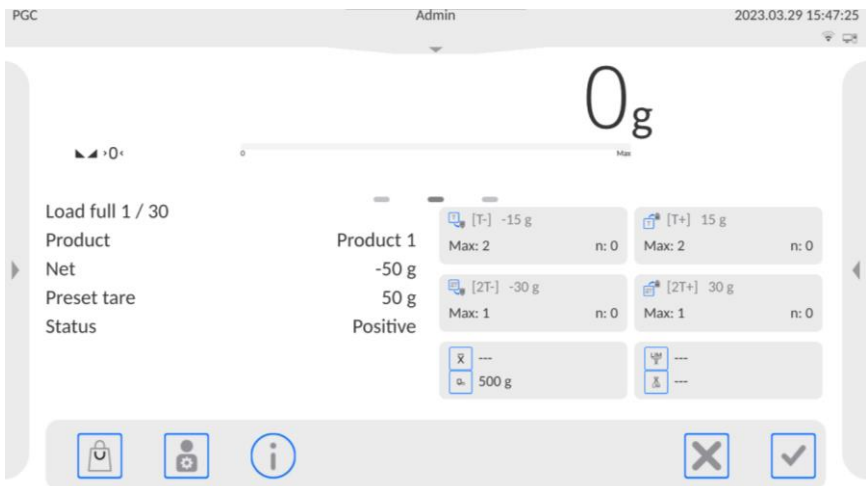 PGC Admin 2023.03.29 15:47:25
0 g
›0‹ 0 Max
Load full 1 / 30
Product Product 1
Net -50 g
Preset tare 50 g
Status Positive
[T-] -15 g
Max: 2 n: 0
[T+] 15 g
Max: 2 n: 0
[2T-] -30 g
Max: 1 n: 0
[2T+] 30 g
Max: 1 n: 0
---
500 g
---
---